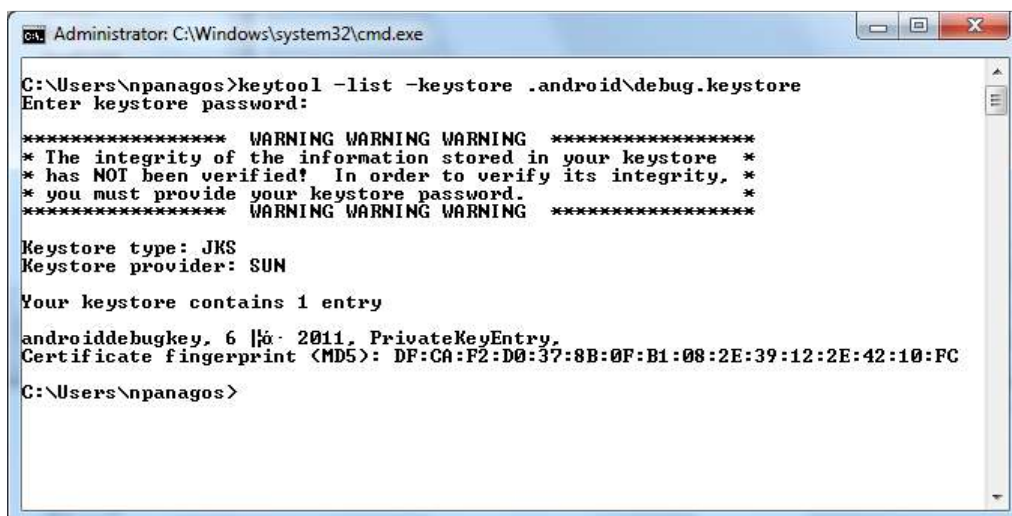 Administrator: C:\Windows\system32\cmd.exe
C:\Users\npanagos>keytool -list -keystore .android\debug.keystore
Enter keystore password:
***************** WARNING WARNING WARNING *****************
* The integrity of the information stored in your keystore *
* has NOT been verified! In order to verify its integrity, *
* you must provide your keystore password. *
***************** WARNING WARNING WARNING *****************
Keystore type: JKS
Keystore provider: SUN
Your keystore contains 1 entry
androiddebugkey, 6 2011, PrivateKeyEntry,
Certificate fingerprint (MD5): DF:CA:F2:D0:37:8B:0F:B1:08:2E:39:12:2E:42:10:FC
C:\Users\npanagos>